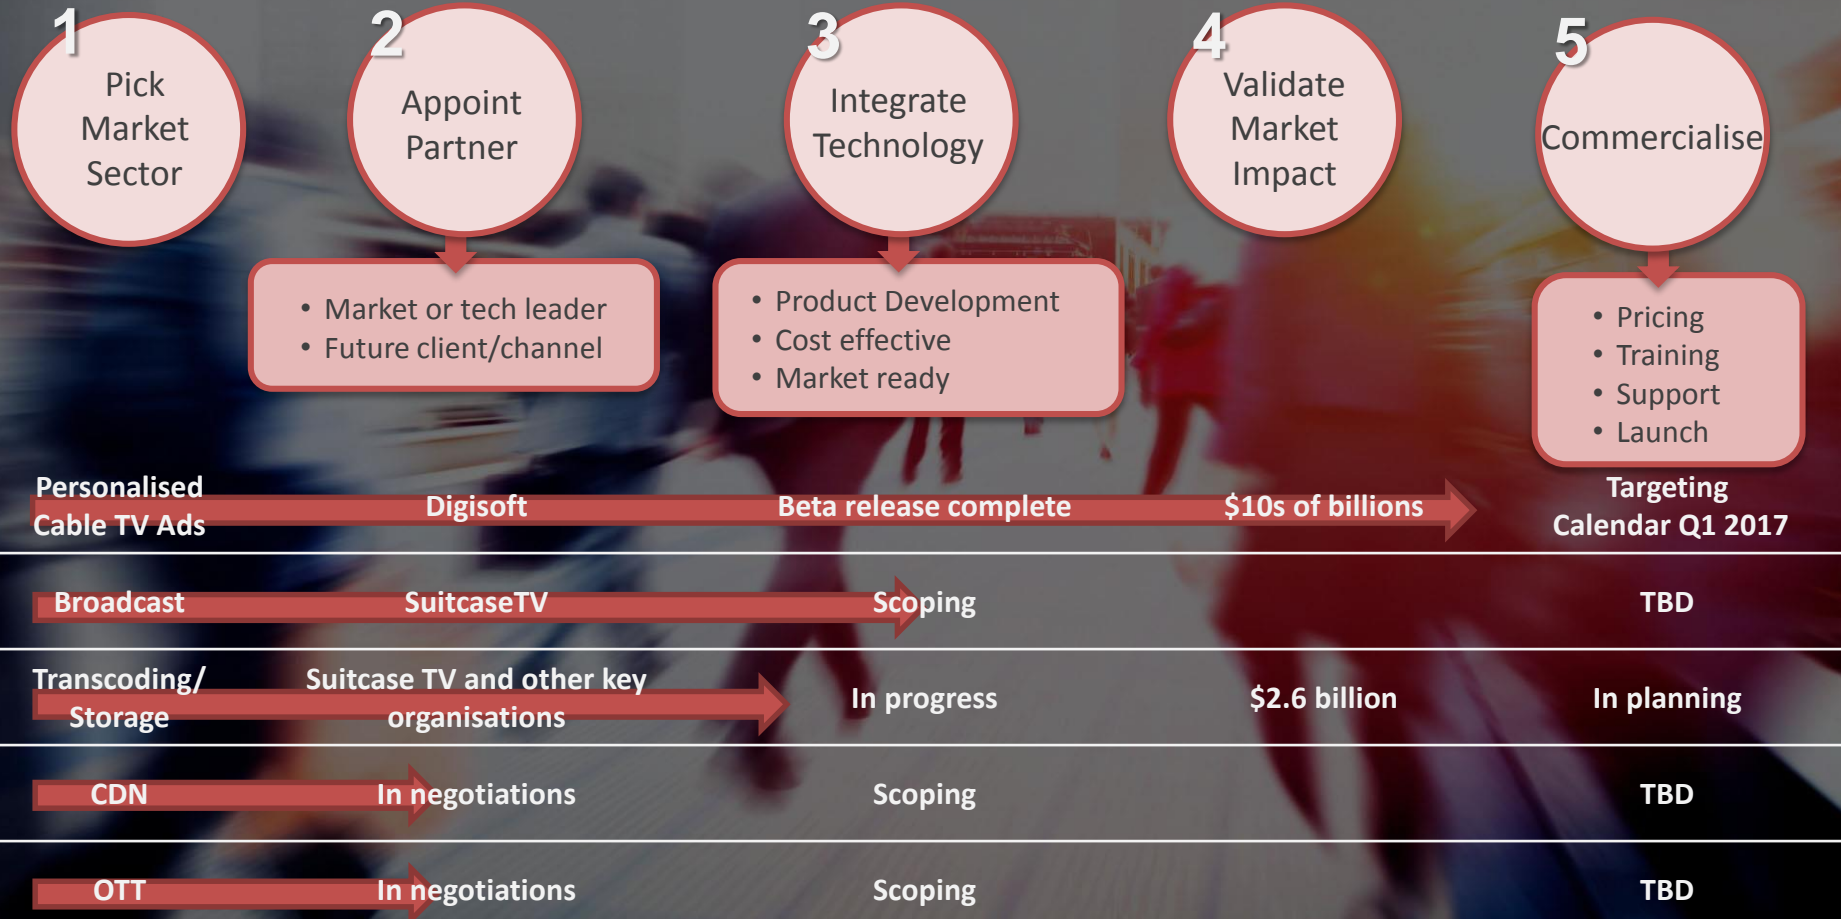 1
Pick
Market
Sector
2
Appoint
Partner
3
Integrate
Technology
4
Validate
Market
Impact
5
Commercialise
• Market or tech leader
• Future client/channel
• Product Development
• Cost effective
• Market ready
• Pricing
• Training
• Support
• Launch
Personalised
Cable TV Ads
Digisoft
Beta release complete
$10s of billions
Targeting
Calendar Q1 2017
Broadcast
SuitcaseTV
Scoping
TBD
Transcoding/
Storage
Suitcase TV and other key
organisations
In progress
$2.6 billion
In planning
CDN
In negotiations
Scoping
TBD
OTT
In negotiations
Scoping
TBD